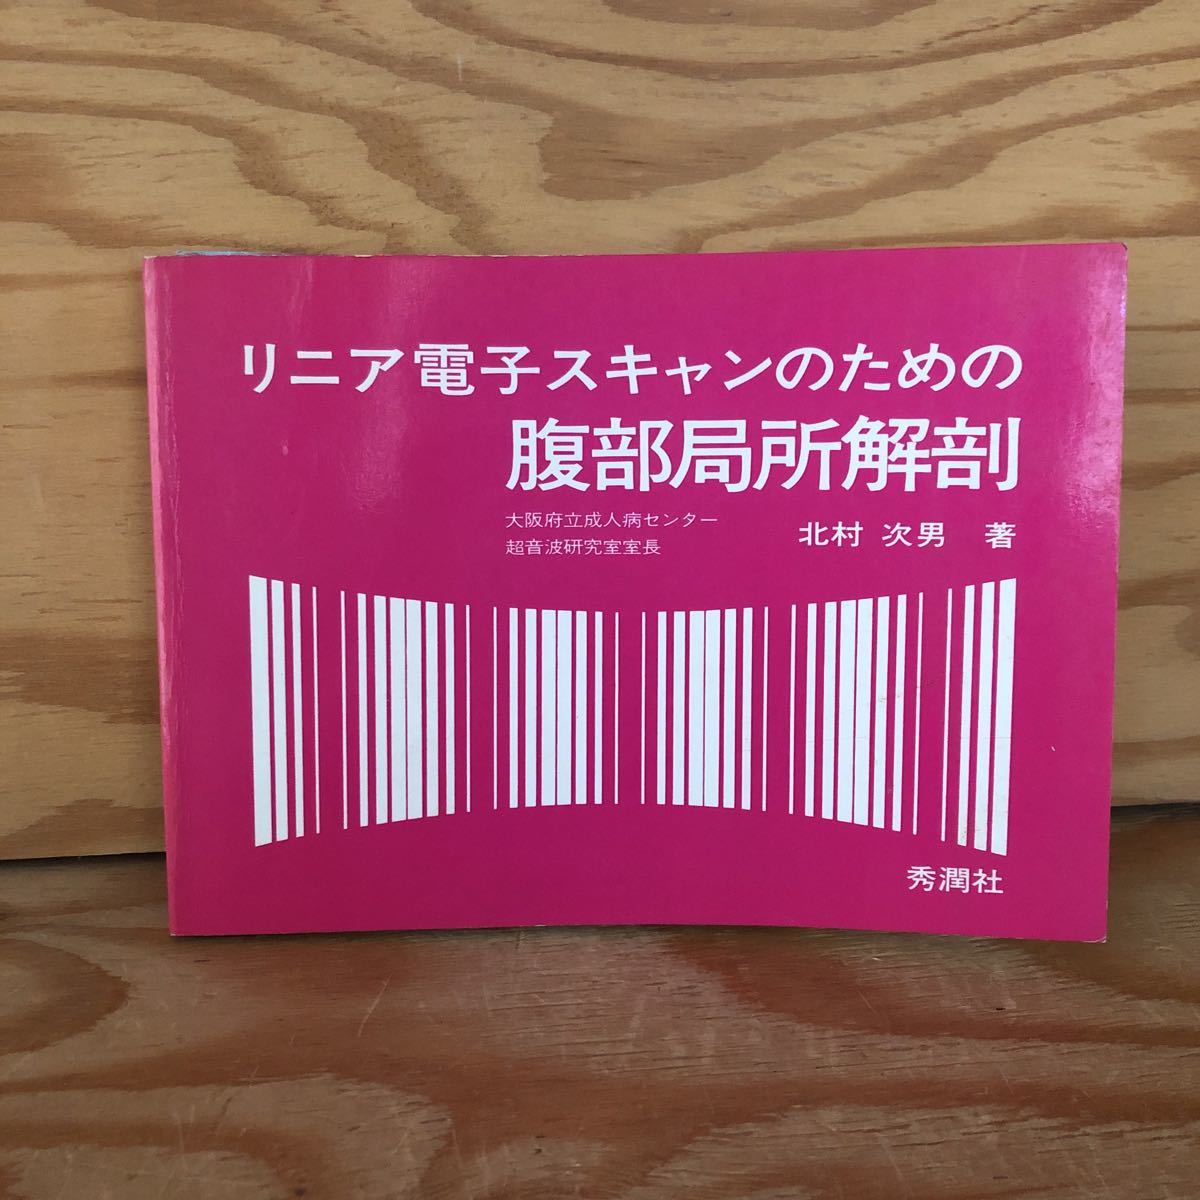 リニア電子スキャンのための
腹部局所解剖
大阪府立成人病センター
超音波研究室室長
北村 次男 著
秀潤社